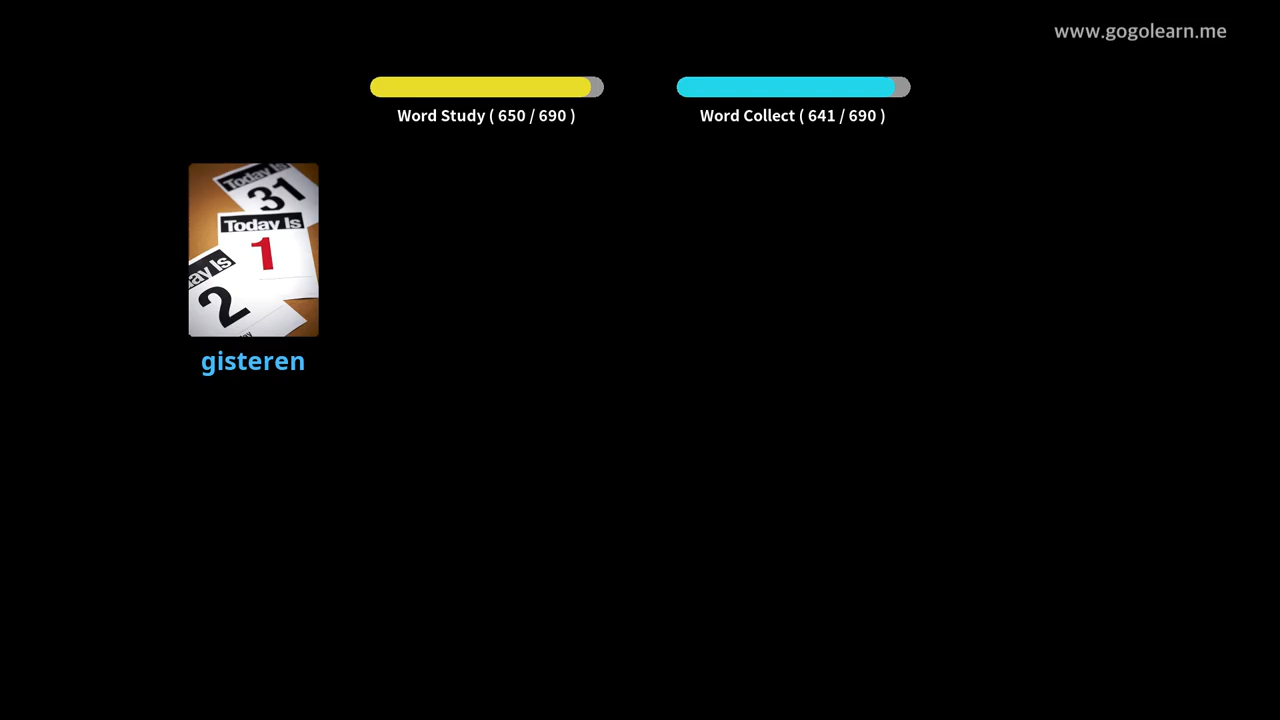 www.gogolearn.me
Word Study ( 650 / 690 )
Word Collect ( 641 / 690 )
Today Is
31
Today Is
1
ay Is
2
gisteren